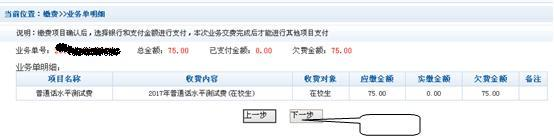 当前位置：缴费>>业务单明细
说明：缴费项目确认后，选择银行和支付金额进行支付，本次业务交费完成后才能进行其他项目支付
业务单号： 总金额：75.00 已支付金额：0.00 欠费金额：75.00
业务单明细：
项目名称 收费内容 收费对象 应缴金额 实缴金额 欠费金额 备注
普通话水平测试费 2017年普通话水平测试费(在校生) 在校生 75.00 0.00 75.00
上一步 下一步